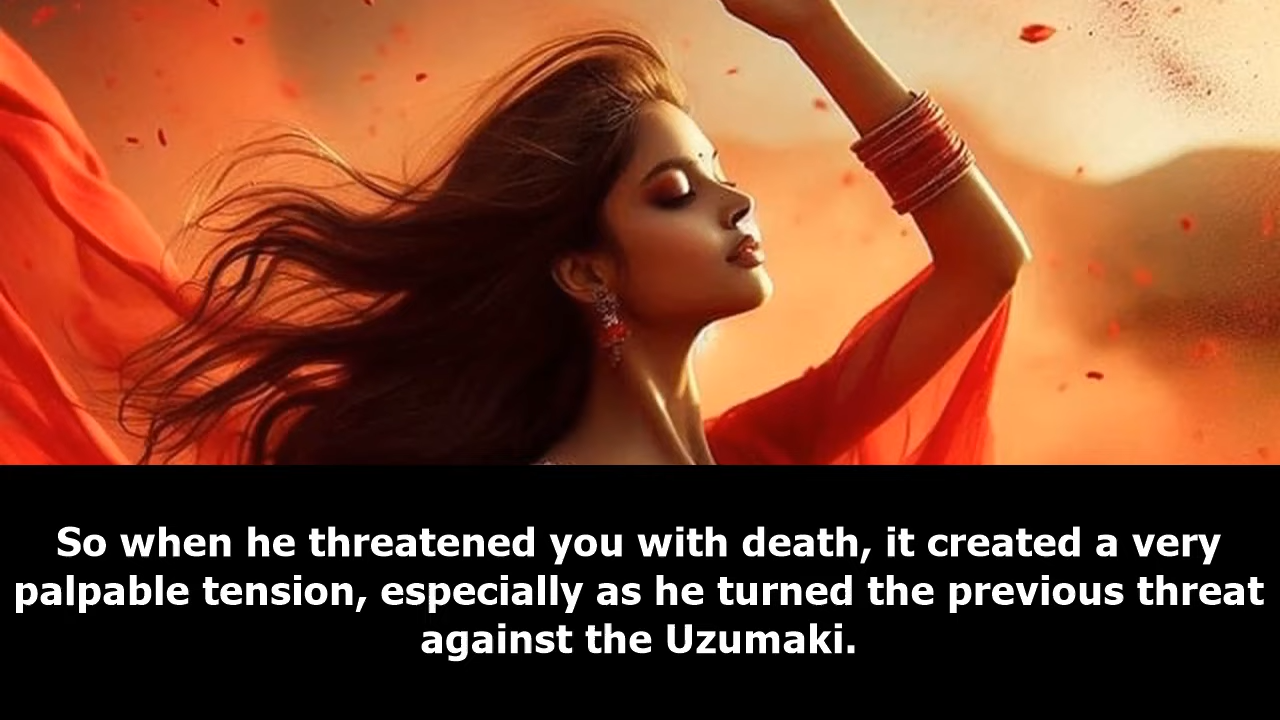 So when he threatened you with death, it created a very
palpable tension, especially as he turned the previous threat
against the Uzumaki.